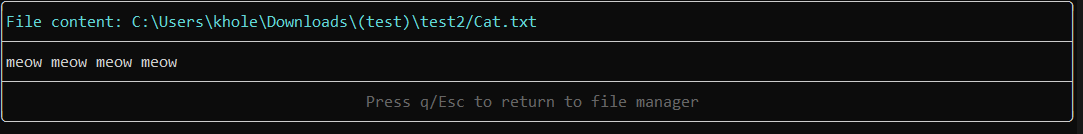 File content: C:\Users\khole\Downloads\(test)\test2/Cat.txt
meow meow meow meow
Press q/Esc to return to file manager